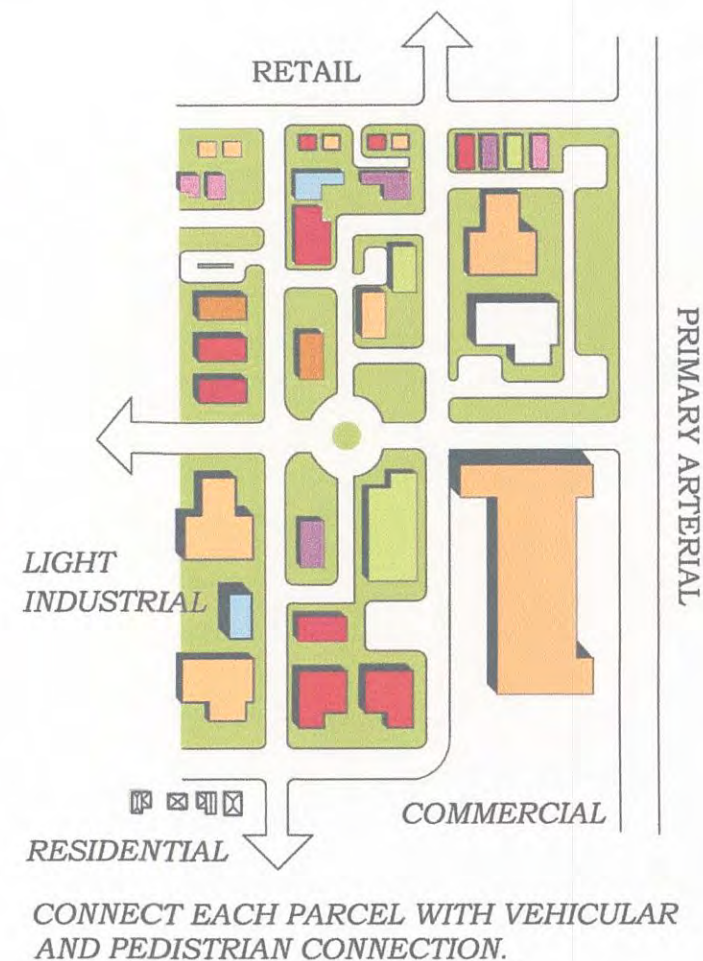 RETAIL
PRIMARY ARTERIAL
LIGHT
INDUSTRIAL
COMMERCIAL
RESIDENTIAL
CONNECT EACH PARCEL WITH VEHICULAR
AND PEDISTRIAN CONNECTION.